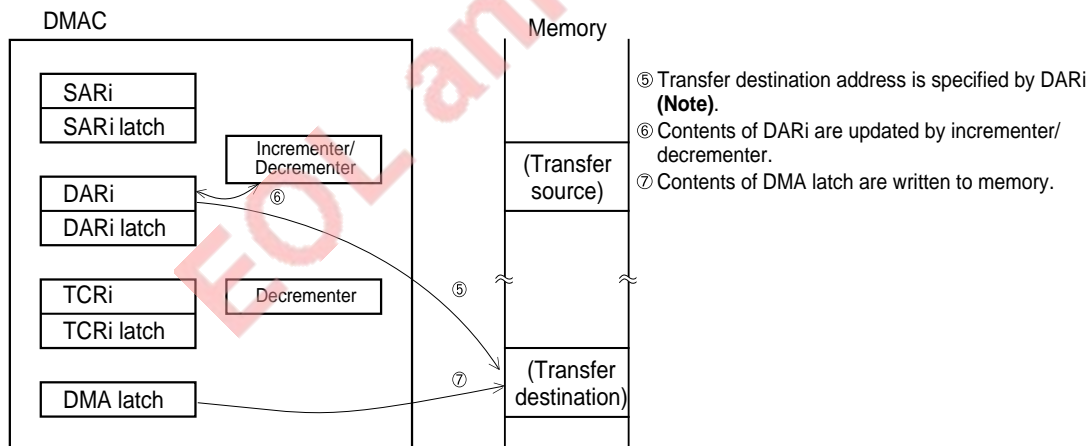 DMAC
Memory
SARi
SARi latch
Incrementer/
Decrementer
DARi
DARi latch
⑥
TCRi
TCRi latch
Decrementer
⑤
DMA latch
⑦
(Transfer
source)
(Transfer
destination)
⑤ Transfer destination address is specified by DARi
(Note).
⑥ Contents of DARi are updated by incrementer/
decrementer.
⑦ Contents of DMA latch are written to memory.
EOL an